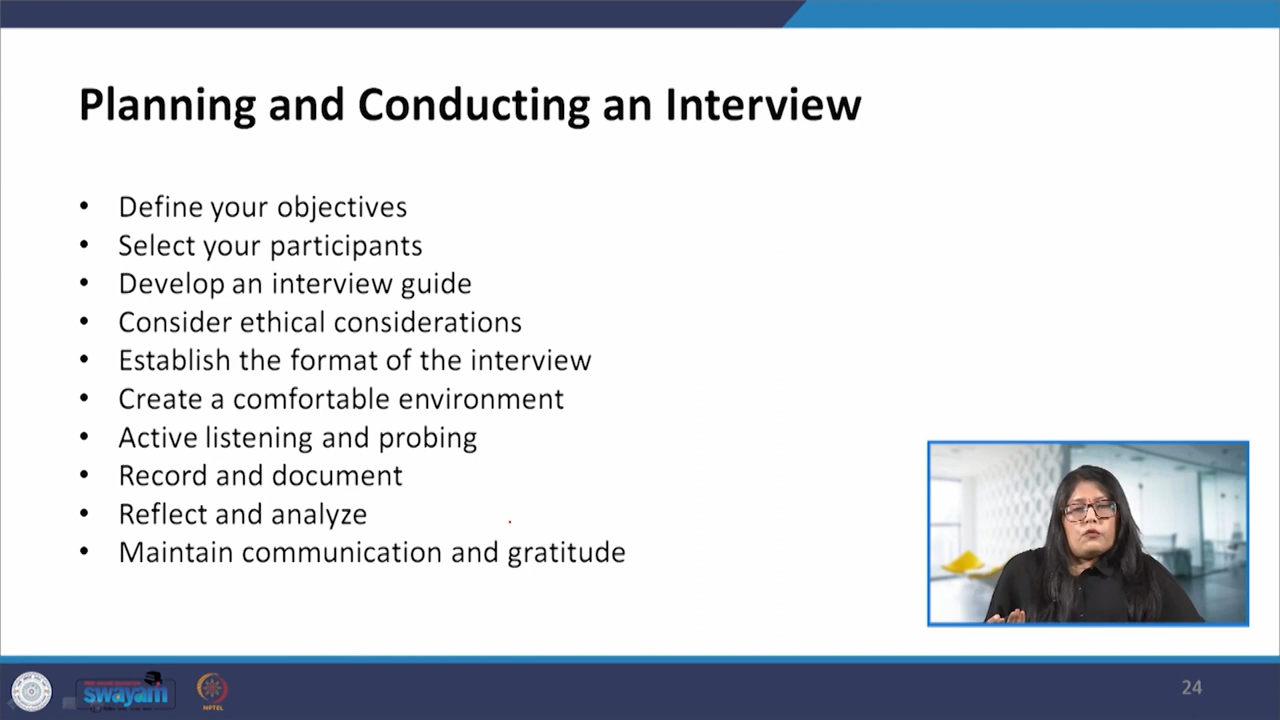 Planning and Conducting an Interview
• Define your objectives
• Select your participants
• Develop an interview guide
• Consider ethical considerations
• Establish the format of the interview
• Create a comfortable environment
• Active listening and probing
• Record and document
• Reflect and analyze
• Maintain communication and gratitude
swayam
NPTEL
24